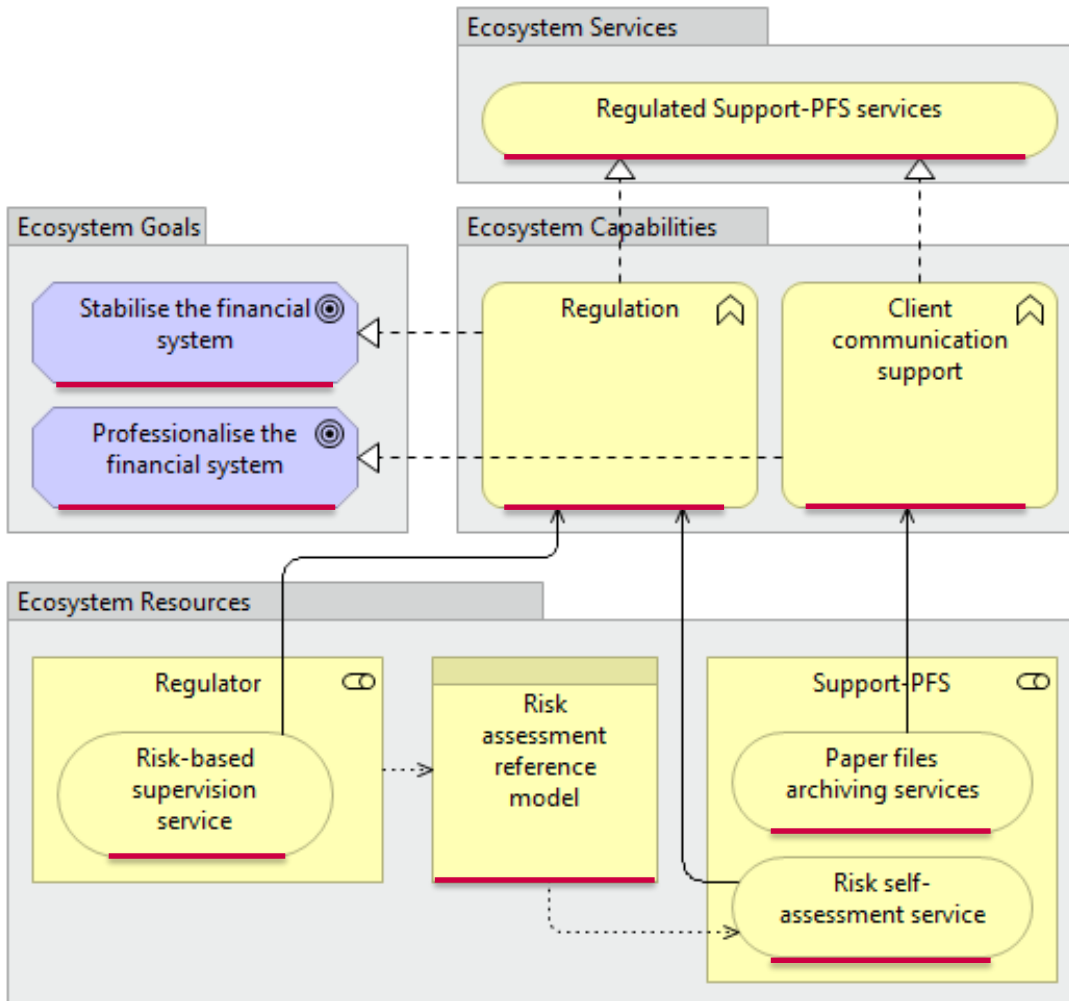 Ecosystem Services
Regulated Support-PFS services
Ecosystem Goals
Stabilise the financial
system
Professionalise the
financial system
Ecosystem Capabilities
Regulation
Client
communication
support
Ecosystem Resources
Regulator
Risk-based
supervision
service
Risk
assessment
reference
model
Support-PFS
Paper files
archiving services
Risk self-
assessment service